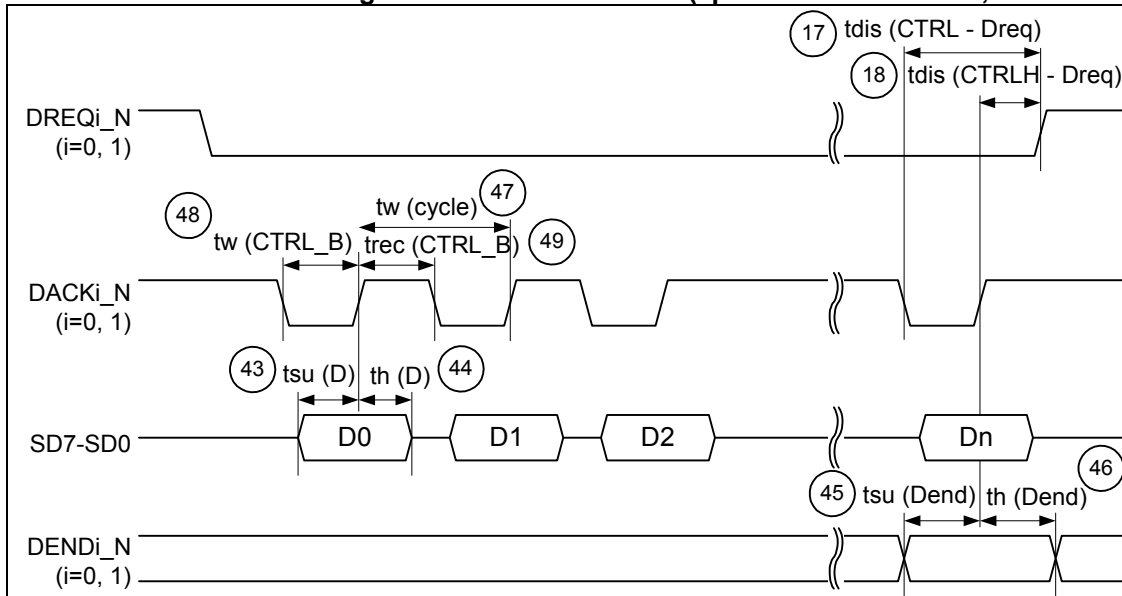 17 tdis (CTRL - Dreq)
18 tdis (CTRLH - Dreq)
DREQi_N
(i=0, 1)
47
48 tw (cycle)
tw (CTRL_B) trec (CTRL_B) 49
DACKi_N
(i=0, 1)
43 tsu (D) th (D) 44
SD7-SD0 D0 D1 D2 Dn
46
45 tsu (Dend) th (Dend)
DENDi_N
(i=0, 1)